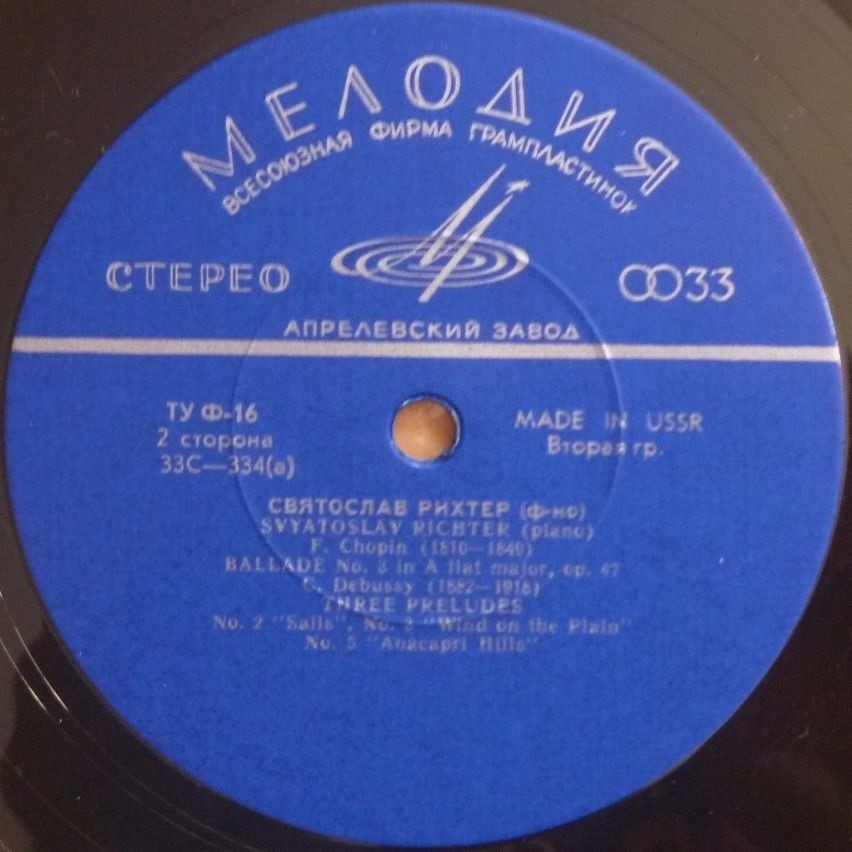 МЕЛОДИЯ
ВСЕСОЮЗНАЯ ФИРМА ГРАМПЛАСТИНОК
СТЕРЕО
33
АПРЕЛЕВСКИЙ ЗАВОД
ТУ Ф-16
2 сторона
33С—334(а)
MADE IN USSR
Вторая гр.
СВЯТОСЛАВ РИХТЕР (ф-но)
SVYATOSLAV RICHTER (piano)
F. Chopin (1810—1849)
BALLADE No. 3 in A flat major, op. 47
C. Debussy (1882—1918)
THREE PRELUDES
No. 2 "Sails", No. 3 "Wind on the Plain"
No. 5 "Anacapri Hills"